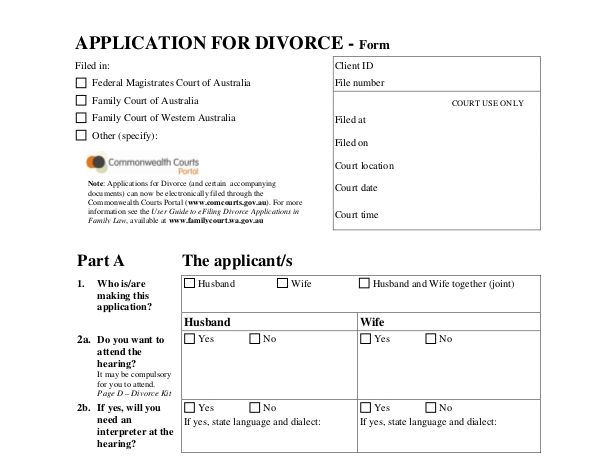 APPLICATION FOR DIVORCE - Form
Filed in:
Federal Magistrates Court of Australia
Family Court of Australia
Family Court of Western Australia
Other (specify):
Commonwealth Courts
Portal
Note: Applications for Divorce (and certain accompanying
documents) can now be electronically filed through the
Commonwealth Courts Portal (www.comcourts.gov.au). For more
information see the User Guide to eFiling Divorce Applications in
Family Law, available at www.familycourt.wa.gov.au
Client ID
File number
COURT USE ONLY
Filed at
Filed on
Court location
Court date
Court time
Part A The applicant/s
1. Who is/are
making this
application?
Husband Wife Husband and Wife together (joint)
Husband Wife
2a. Do you want to
attend the
hearing?
It may be compulsory
for you to attend.
Page D – Divorce Kit
Yes No Yes No
2b. If yes, will you
need an
interpreter at the
hearing?
Yes No Yes No
If yes, state language and dialect: If yes, state language and dialect: